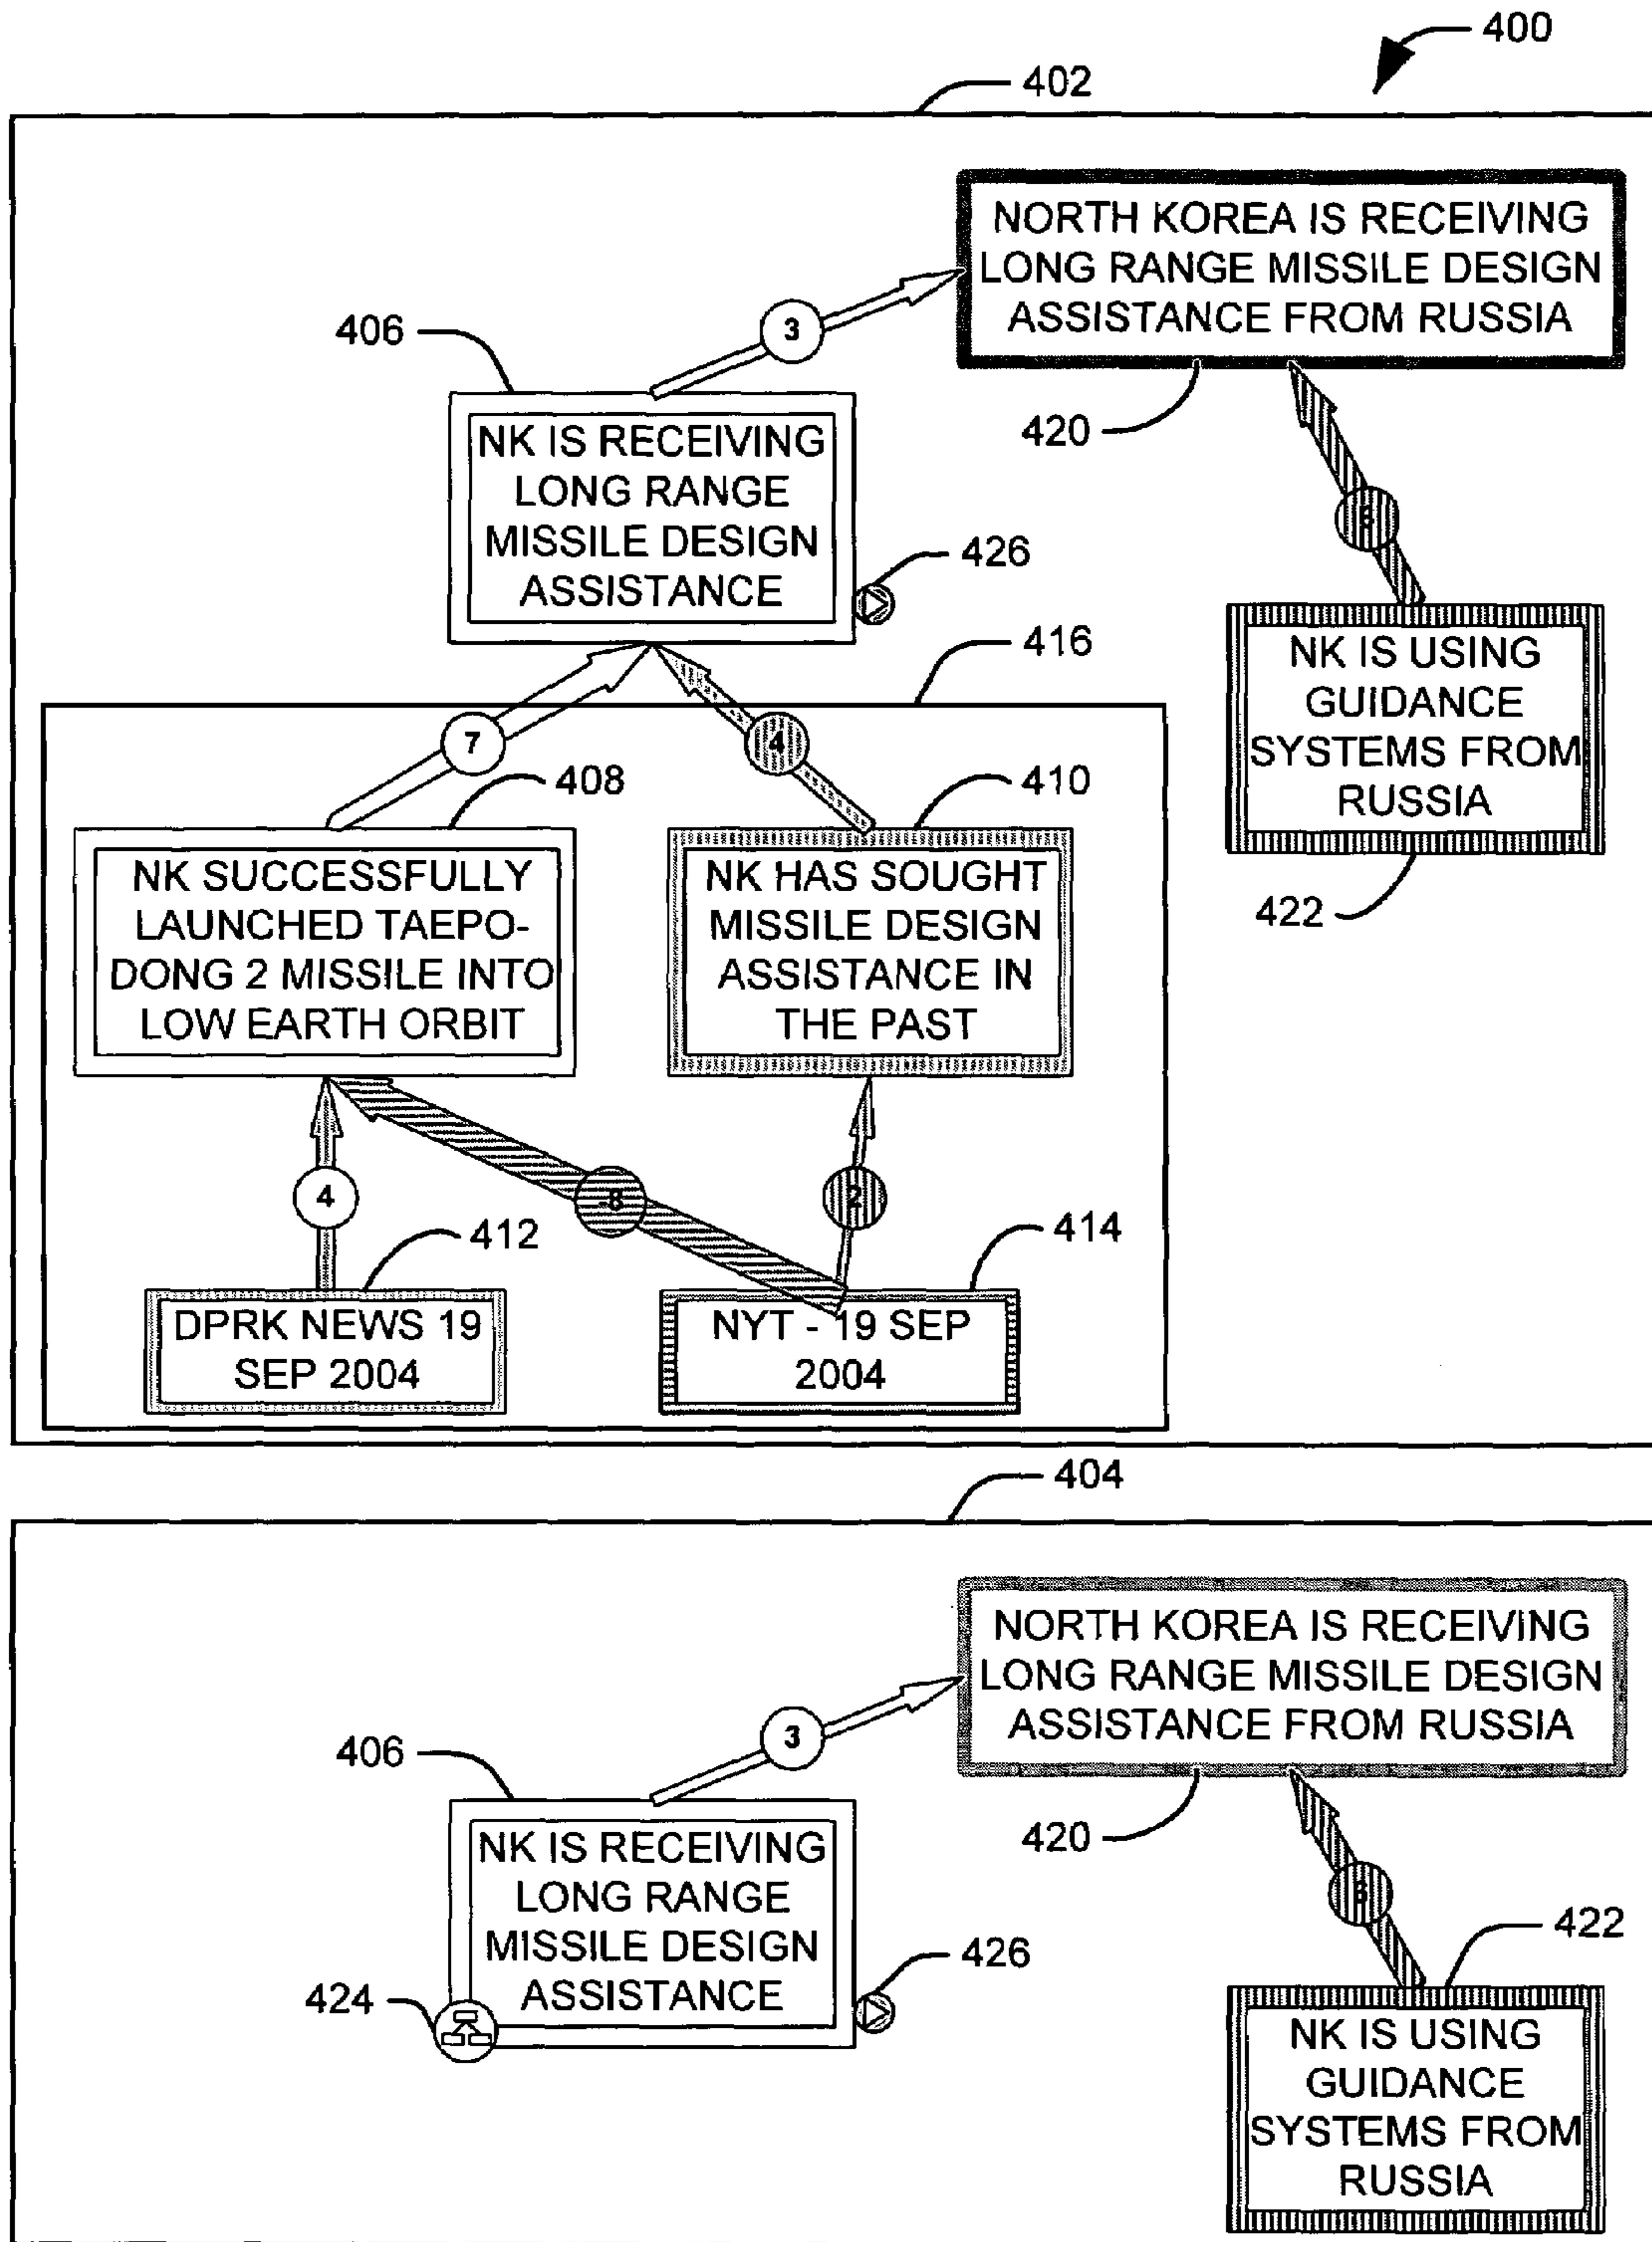 400
402
NORTH KOREA IS RECEIVING
LONG RANGE MISSILE DESIGN
ASSISTANCE FROM RUSSIA
3
406
420
NK IS RECEIVING
LONG RANGE
MISSILE DESIGN
ASSISTANCE
426
416
NK IS USING
GUIDANCE
SYSTEMS FROM
RUSSIA
422
7
4
408
410
NK SUCCESSFULLY
LAUNCHED TAEPO-
DONG 2 MISSILE INTO
LOW EARTH ORBIT
NK HAS SOUGHT
MISSILE DESIGN
ASSISTANCE IN
THE PAST
4
-8
2
412
414
DPRK NEWS 19
SEP 2004
NYT - 19 SEP
2004
404
NORTH KOREA IS RECEIVING
LONG RANGE MISSILE DESIGN
ASSISTANCE FROM RUSSIA
3
406
420
NK IS RECEIVING
LONG RANGE
MISSILE DESIGN
ASSISTANCE
426
424
422
NK IS USING
GUIDANCE
SYSTEMS FROM
RUSSIA